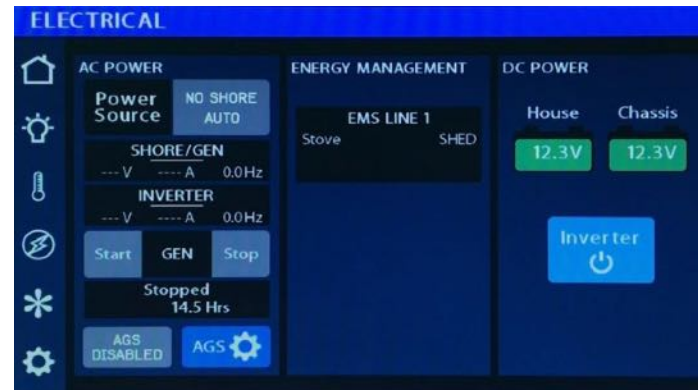 ELECTRICAL
AC POWER
Power Source
NO SHORE
AUTO
SHORE/GEN
--- V ---- A 0.0Hz
INVERTER
--- V ---- A 0.0Hz
Start GEN Stop
Stopped
14.5 Hrs
AGS
DISABLED
AGS
ENERGY MANAGEMENT
EMS LINE 1
Stove SHED
DC POWER
House Chassis
12.3V 12.3V
Inverter